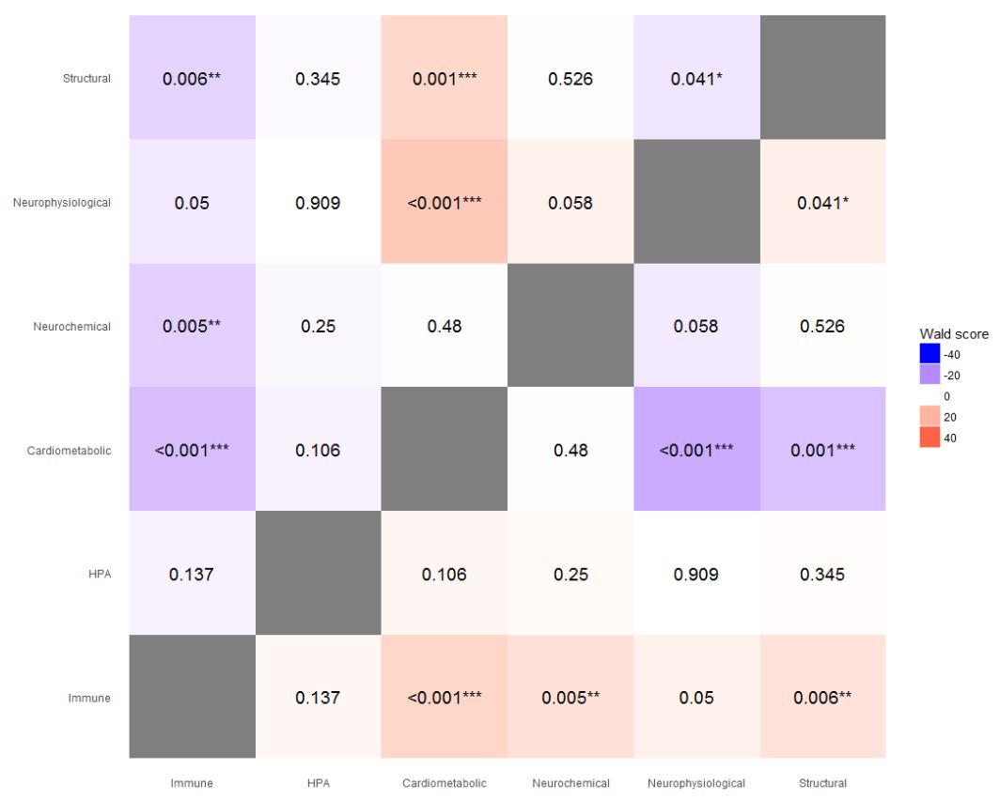 Structural 0.006** 0.345 0.001*** 0.526 0.041*
Neurophysiological 0.05 0.909 <0.001*** 0.058 0.041*
Neurochemical 0.005** 0.25 0.48 0.058 0.526
Cardiometabolic <0.001*** 0.106 0.48 <0.001*** 0.001***
HPA 0.137 0.106 0.25 0.909 0.345
Immune 0.137 <0.001*** 0.005** 0.05 0.006**
Immune HPA Cardiometabolic Neurochemical Neurophysiological Structural
Wald score
-40
-20
0
20
40